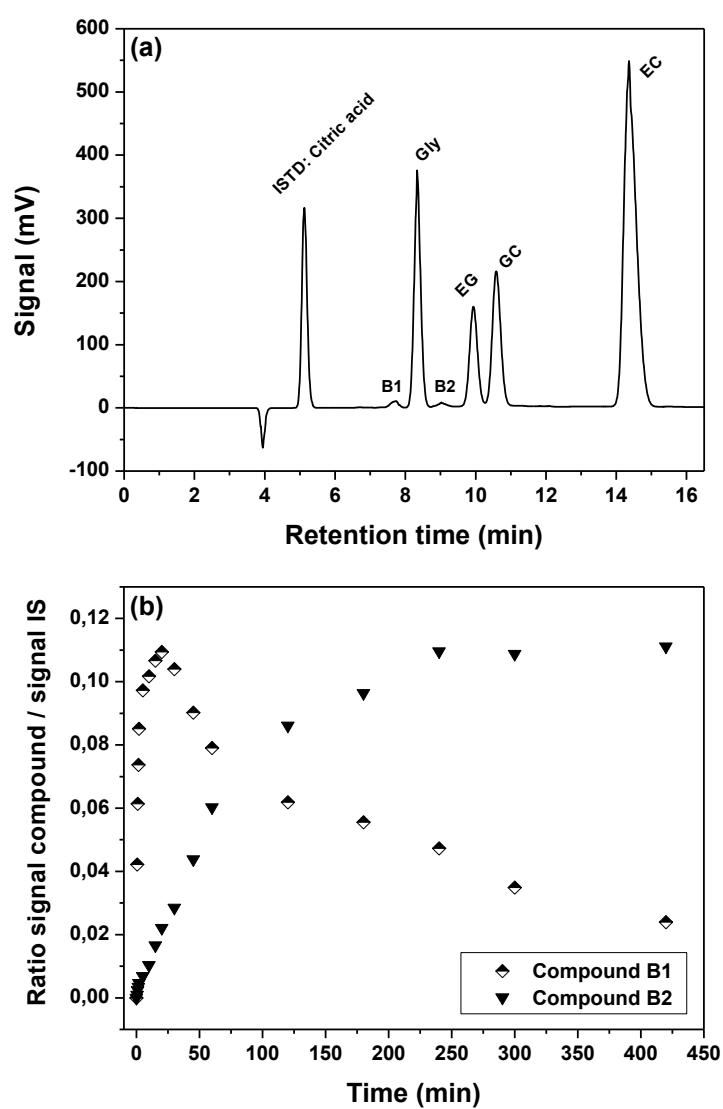 (a)
600
500
400
300
200
100
0
-100
Signal (mV)
ISTD: Citric acid
B1
Gly
B2
EG
GC
EC
0 2 4 6 8 10 12 14 16
Retention time (min)
(b)
0,12
0,10
0,08
0,06
0,04
0,02
0,00
Ratio signal compound / signal IS
Compound B1
Compound B2
0 50 100 150 200 250 300 350 400 450
Time (min)